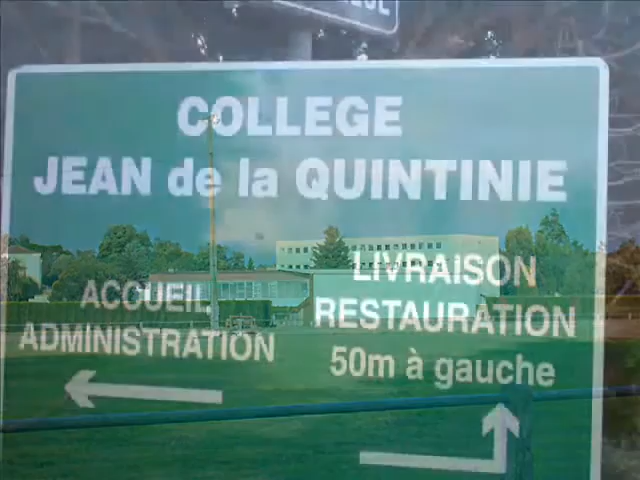 COLLEGE
JEAN de la QUINTINIE
ACCUEIL
ADMINISTRATION
LIVRAISON
RESTAURATION
50m à gauche